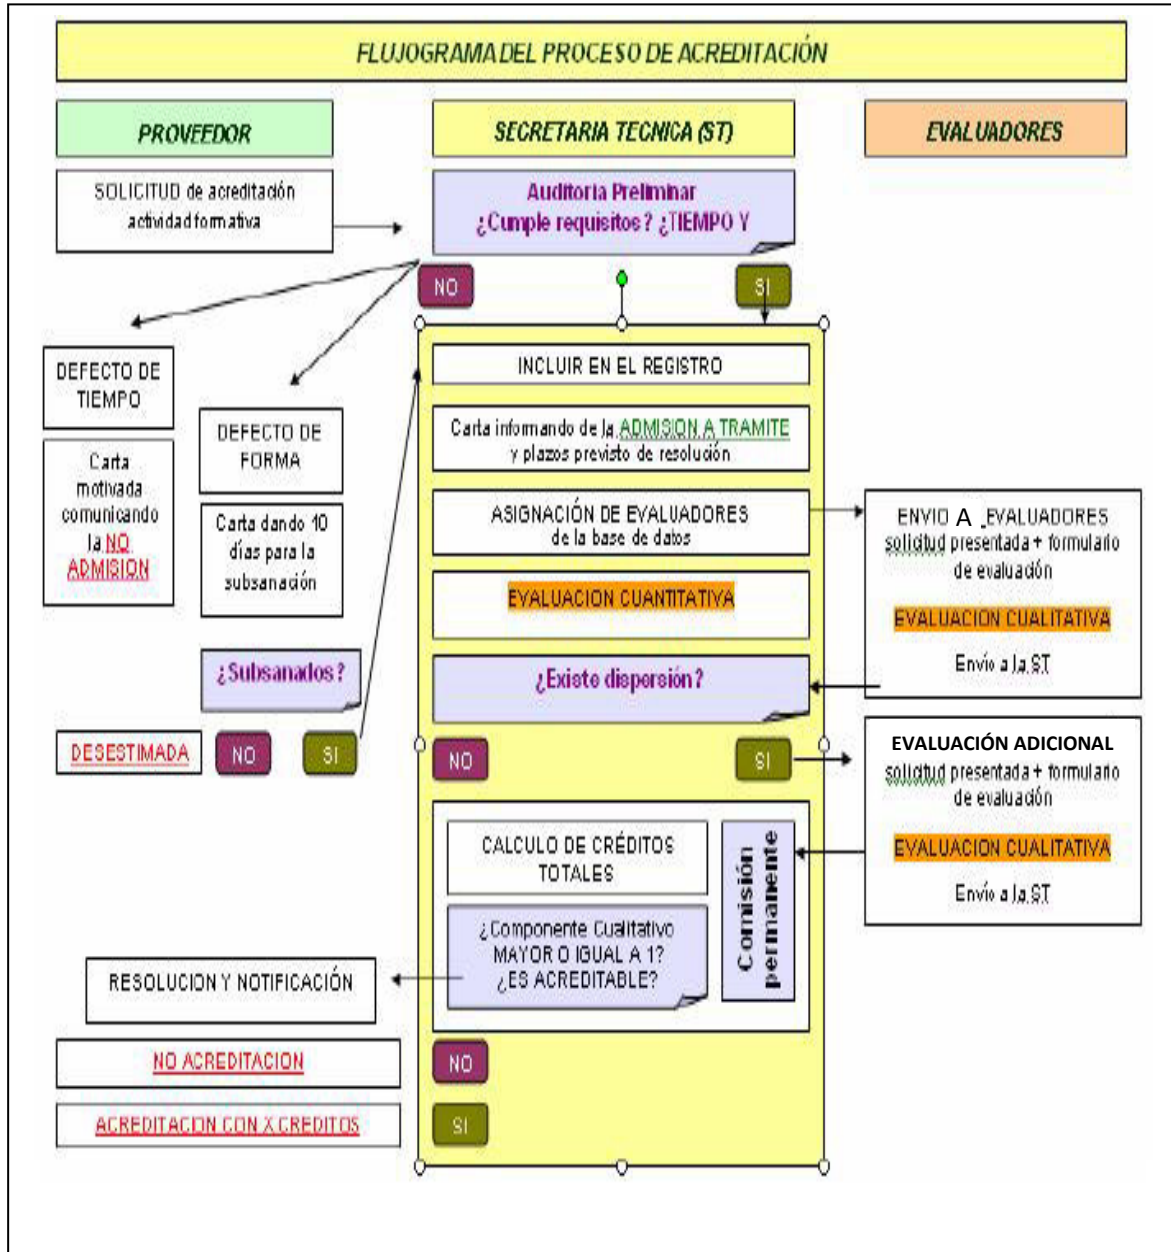 FLUJOGRAMA DEL PROCESO DE ACREDITACIÓN
PROVEEDOR
SECRETARIA TECNICA (ST)
EVALUADORES
SOLICITUD de acreditación
actividad formativa
Auditoría Preliminar
¿Cumple requisitos? ¿TIEMPO Y
NO
SI
DEFECTO DE
TIEMPO
Carta
motivada
comunicando
la NO
ADMISION
DEFECTO DE
FORMA
Carta dando 10
días para la
subsanación
¿Subsanados?
DESESTIMADA
NO
SI
INCLUIR EN EL REGISTRO
Carta informando de la ADMISION A TRAMITE
y plazos previsto de resolución
ASIGNACIÓN DE EVALUADORES
de la base de datos
EVALUACION CUANTITATIVA
¿Existe dispersión?
NO
SI
ENVIO A EVALUADORES
solicitud presentada + formulario
de evaluación
EVALUACION CUALITATIVA
Envío a la ST
EVALUACIÓN ADICIONAL
solicitud presentada + formulario
de evaluación
EVALUACION CUALITATIVA
Envío a la ST
CALCULO DE CRÉDITOS
TOTALES
¿Componente Cualitativo
MAYOR O IGUAL A 1?
¿ES ACREDITABLE?
Comisión
permanente
RESOLUCION Y NOTIFICACIÓN
NO ACREDITACION
NO
ACREDITACION CON X CREDITOS
SI